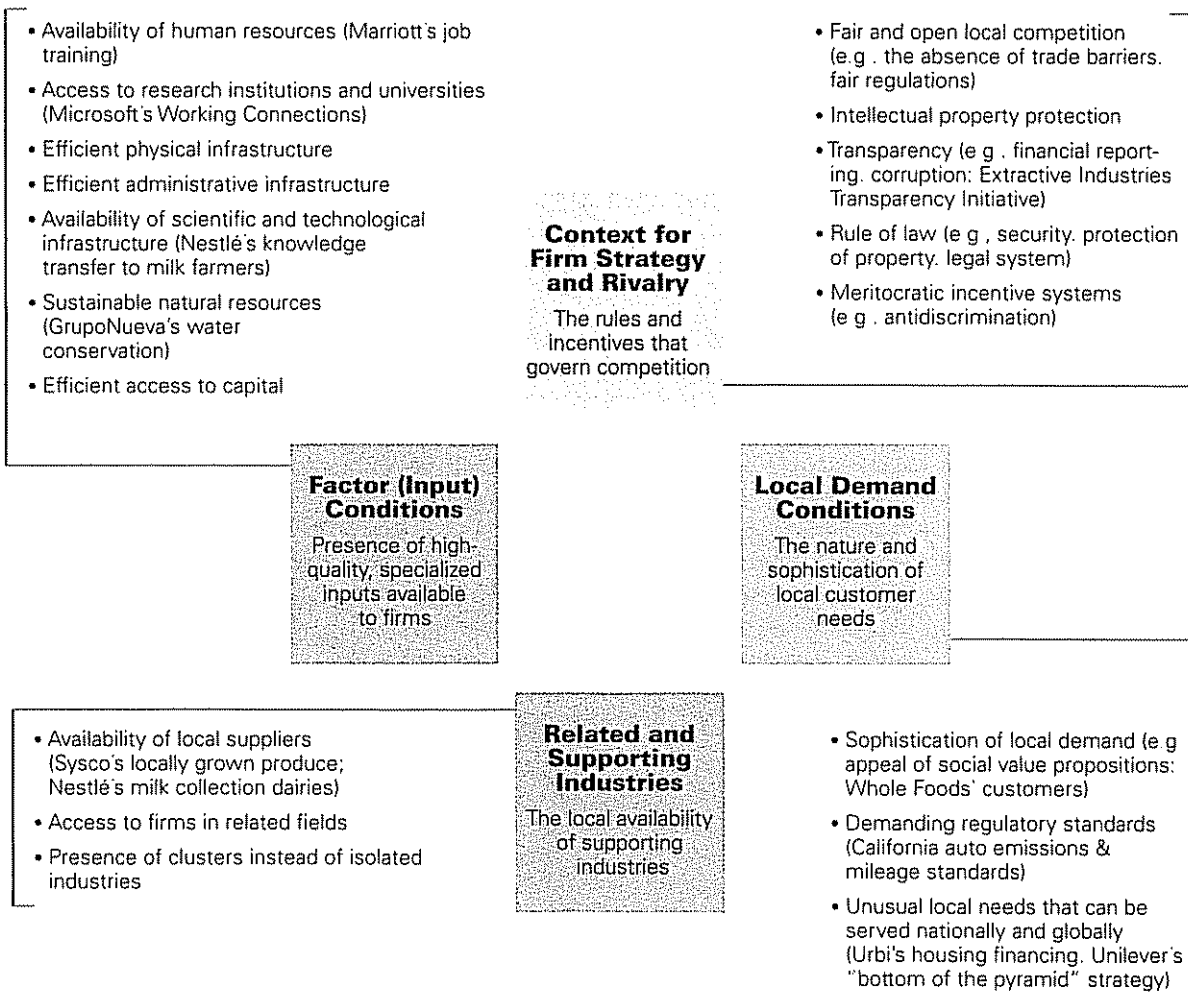 • Availability of human resources (Marriott's job
training)
• Access to research institutions and universities
(Microsoft's Working Connections)
• Efficient physical infrastructure
• Efficient administrative infrastructure
• Availability of scientific and technological
infrastructure (Nestlé's knowledge
transfer to milk farmers)
• Sustainable natural resources
(GrupoNueva's water
conservation)
• Efficient access to capital
Context for
Firm Strategy
and Rivalry
The rules and
incentives that
govern competition
• Fair and open local competition
(e.g . the absence of trade barriers.
fair regulations)
• Intellectual property protection
• Transparency (e g . financial report-
ing. corruption: Extractive Industries
Transparency Initiative)
• Rule of law (e g , security. protection
of property. legal system)
• Meritocratic incentive systems
(e g . antidiscrimination)
Factor (Input)
Conditions
Presence of high-
quality, specialized
inputs available
to firms
Local Demand
Conditions
The nature and
sophistication of
local customer
needs
• Availability of local suppliers
(Sysco's locally grown produce;
Nestlé's milk collection dairies)
• Access to firms in related fields
• Presence of clusters instead of isolated
industries
Related and
Supporting
Industries
The local availability
of supporting
industries
• Sophistication of local demand (e.g
appeal of social value propositions:
Whole Foods' customers)
• Demanding regulatory standards
(California auto emissions &
mileage standards)
• Unusual local needs that can be
served nationally and globally
(Urbi's housing financing. Unilever's
"bottom of the pyramid" strategy)